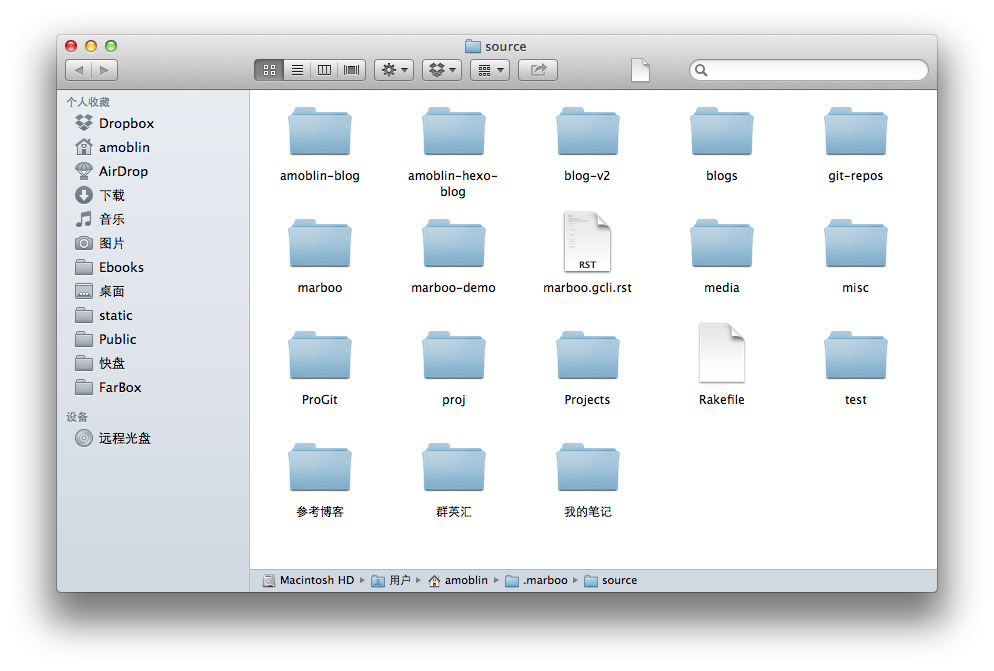 source
个人收藏
Dropbox
amoblin
AirDrop
下载
音乐
图片
Ebooks
桌面
static
Public
快盘
FarBox
设备
远程光盘
amoblin-blog
amoblin-hexo-
blog
blog-v2
blogs
git-repos
marboo
marboo-demo
RST
marboo.gcli.rst
media
misc
ProGit
proj
Projects
Rakefile
test
参考博客
群英汇
我的笔记
Macintosh HD ▸ 用户 ▸ amoblin ▸ .marboo ▸ source